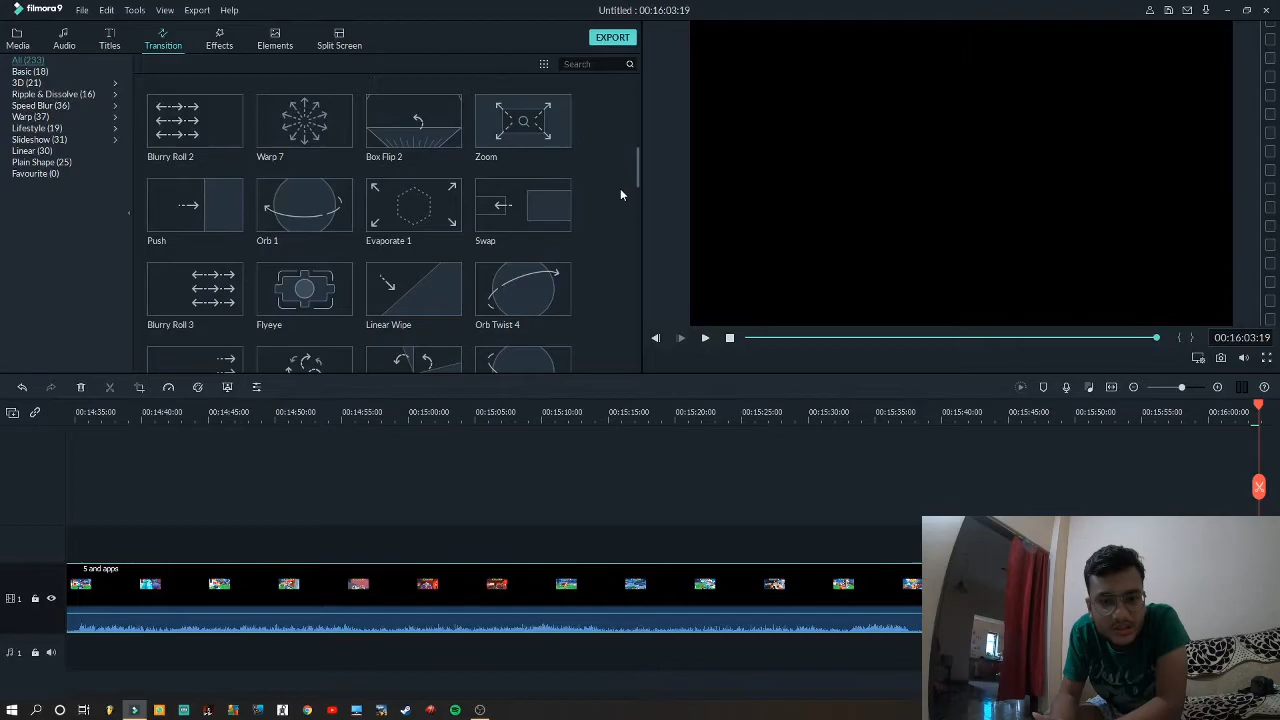 filmora9 File Edit Tools View Export Help Untitled : 00:16:03:19
Media Audio Titles Transition Effects Elements Split Screen EXPORT
All (233)
Basic (18)
3D (21)
Ripple & Dissolve (16)
Speed Blur (36)
Warp (37)
Lifestyle (19)
Slideshow (31)
Linear (30)
Plain Shape (25)
Favourite (0)
Search
Blurry Roll 2 Warp 7 Box Flip 2 Zoom
Push Orb 1 Evaporate 1 Swap
Blurry Roll 3 Flyeye Linear Wipe Orb Twist 4
00:16:03:19
00:14:35:00 00:14:40:00 00:14:45:00 00:14:50:00 00:14:55:00 00:15:00:00 00:15:05:00 00:15:10:00 00:15:15:00 00:15:20:00 00:15:25:00 00:15:30:00 00:15:35:00 00:15:40:00 00:15:45:00 00:15:50:00 00:15:55:00 00:16:00:00
5 and apps
1
1